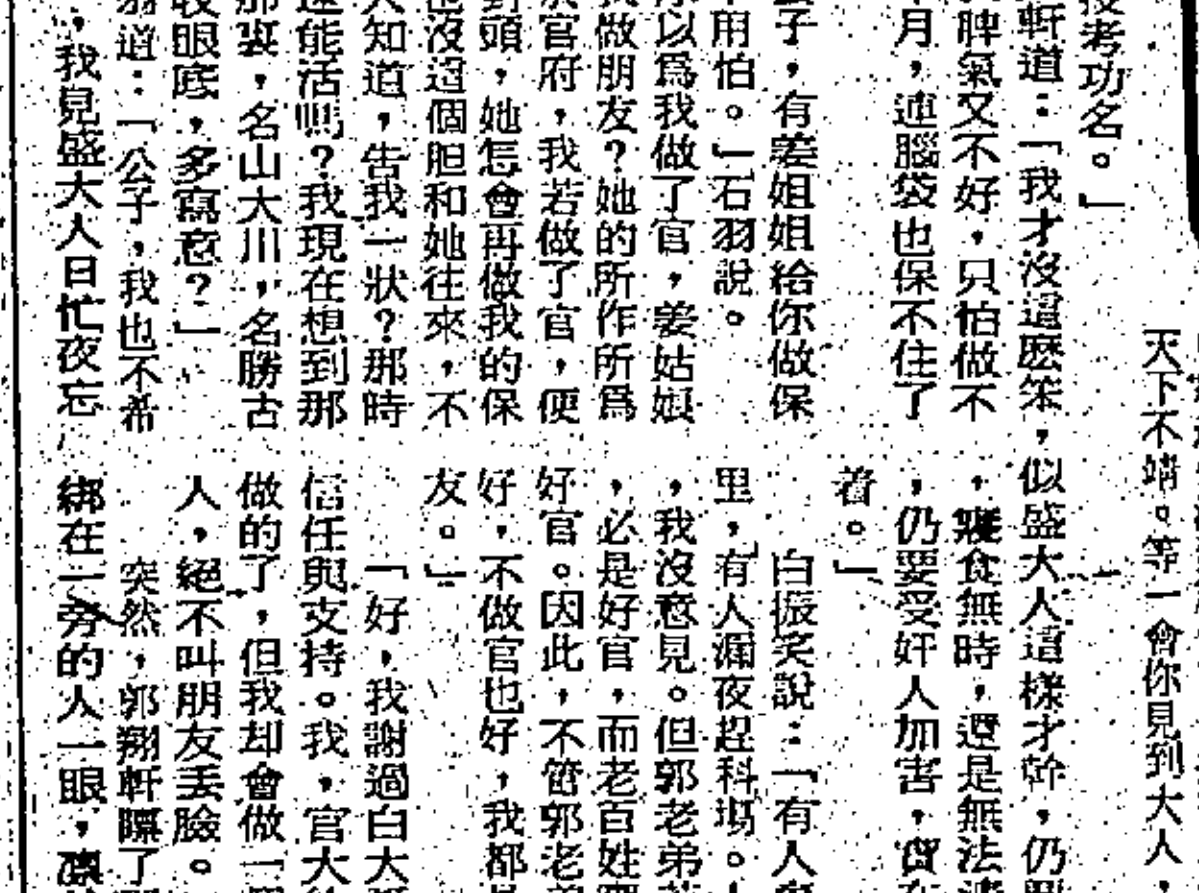 天下不靖。等一會你見到大人,
投考功名。」
軒道:「我才沒這麽笨,似盛大人這樣才幹,仍
脾氣又不好,只怕做不
,寢食無時,還是無法
月,連腦袋也保不住了
,仍要受奸人加害,實在
着。」
子,有姜姐姐給你做保
白振笑說:「有人
用怕。」石羽說。
里,有人漏夜趕科場。
以爲我做了官,姜姑娘
,我沒意見。但郭老弟
做朋友?她的所作所爲
,必是好官,而老百姓
官府,我若做了官,便
好官。因此,不管郭老弟
對頭,她怎會再做我的保
好,不做官也好,我都
也沒這個胆和她往來,不
友。」
知道,告我一狀?那時
「好,我謝過白大
還能活嗎?我現在想到那
信任與支持。我,官大
那裏,名山大川,名勝古
做的了,但我却會做一
收眼底,多寫意?」
人,絕不叫朋友丢臉。
羽道:「公子,我也不希
突然,郭翔軒瞟了
,我見盛大人日忙夜忘
綁在一旁的人一眼,凛